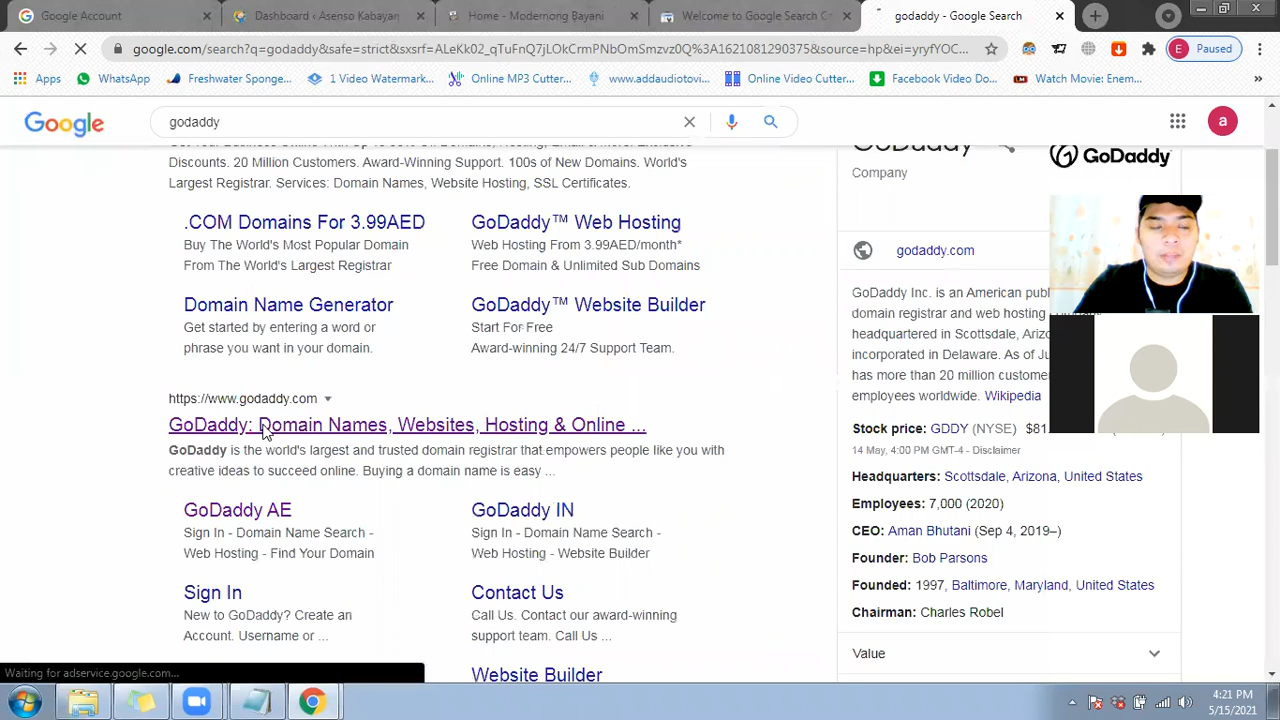 Google Account
Dashboard ‹ Asenso Kabayan
Home - Modernong Bayani
Welcome to Google Search C
godaddy - Google Search
google.com/search?q=godaddy&safe=strict&sxsrf=ALeKk02_qTuFnQ7jLOkCrmPNbOmSmzvz0Q%3A1621081290375&source=hp&ei=yryfYOC...
E Paused
Apps
WhatsApp
Freshwater Sponge...
1 Video Watermark...
Online MP3 Cutter...
www.addaudiotovi...
Online Video Cutter...
Facebook Video Do...
Watch Movie: Enem...
»
Google
godaddy
a
Discounts. 20 Million Customers. Award-Winning Support. 100s of New Domains. World's
Largest Registrar. Services: Domain Names, Website Hosting, SSL Certificates.
.COM Domains For 3.99AED
Buy The World's Most Popular Domain
From The World's Largest Registrar
GoDaddy™ Web Hosting
Web Hosting From 3.99AED/month*
Free Domain & Unlimited Sub Domains
Domain Name Generator
Get started by entering a word or
phrase you want in your domain.
GoDaddy™ Website Builder
Start For Free
Award-winning 24/7 Support Team.
https://www.godaddy.com
GoDaddy: Domain Names, Websites, Hosting & Online ...
GoDaddy is the world's largest and trusted domain registrar that empowers people like you with
creative ideas to succeed online. Buying a domain name is easy ...
GoDaddy AE
Sign In - Domain Name Search -
Web Hosting - Find Your Domain
GoDaddy IN
Sign In - Domain Name Search -
Web Hosting - Website Builder
Sign In
New to GoDaddy? Create an
Account. Username or ...
Contact Us
Call Us. Contact our award-winning
support team. Call Us ...
Website Builder
GoDaddy
Company
GoDaddy
godaddy.com
GoDaddy Inc. is an American publ
domain registrar and web hosting
headquartered in Scottsdale, Arizo
incorporated in Delaware. As of Ju
has more than 20 million custome
employees worldwide. Wikipedia
Stock price: GDDY (NYSE) $81
14 May, 4:00 PM GMT-4 - Disclaimer
Headquarters: Scottsdale, Arizona, United States
Employees: 7,000 (2020)
CEO: Aman Bhutani (Sep 4, 2019–)
Founder: Bob Parsons
Founded: 1997, Baltimore, Maryland, United States
Chairman: Charles Robel
Value
Waiting for adservice.google.com...
4:21 PM
5/15/2021